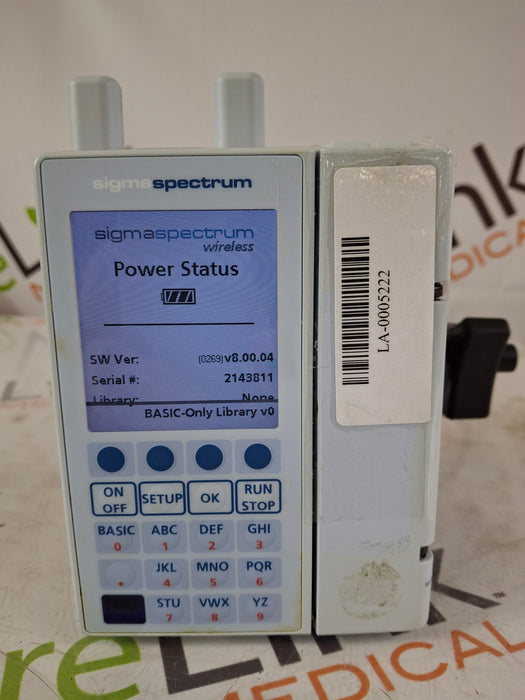 sigmaspectrum
sigmaspectrum
wireless
Power Status
SW Ver: (0269)v8.00.04
Serial #: 2143811
Library: None
BASIC-Only Library v0
LA-0005222
ON
OFF
SETUP
OK
RUN
STOP
BASIC
0
ABC
1
DEF
2
GHI
3
.
JKL
4
MNO
5
PQR
6
STU
7
VWX
8
YZ
9
MEDICAL